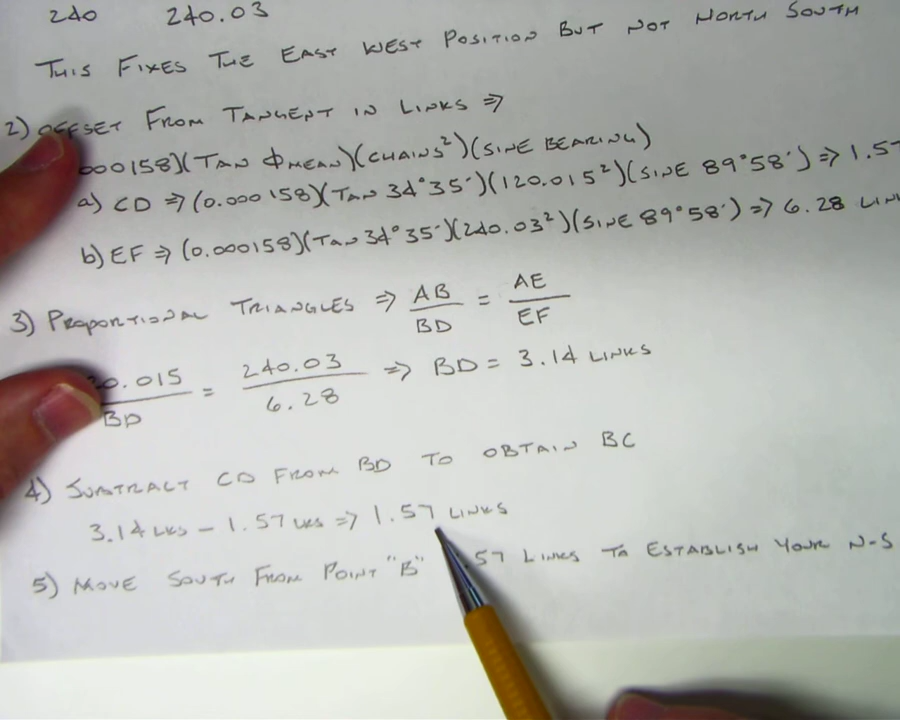 240 240.03
THIS FIXES THE EAST WEST POSITION BUT NOT NORTH SOUTH
2) OFFSET FROM TANGENT IN LINKS ⇒
000158)(TAN ΦMEAN)(CHAINS²)(SINE BEARING)
a) CD ⇒ (0.000158)(TAN 34°35')(120.015²)(SINE 89°58') ⇒ 1.57
b) EF ⇒ (0.000158)(TAN 34°35')(240.03²)(SINE 89°58') ⇒ 6.28 LINK
3) PROPORTIONAL TRIANGLES ⇒ AB/BD = AE/EF
0.015/BD = 240.03/6.28 ⇒ BD = 3.14 LINKS
4) SUBTRACT CD FROM BD TO OBTAIN BC
3.14 LKS - 1.57 LKS ⇒ 1.57 LINKS
5) MOVE SOUTH FROM POINT "B" .57 LINKS TO ESTABLISH YOUR N-S